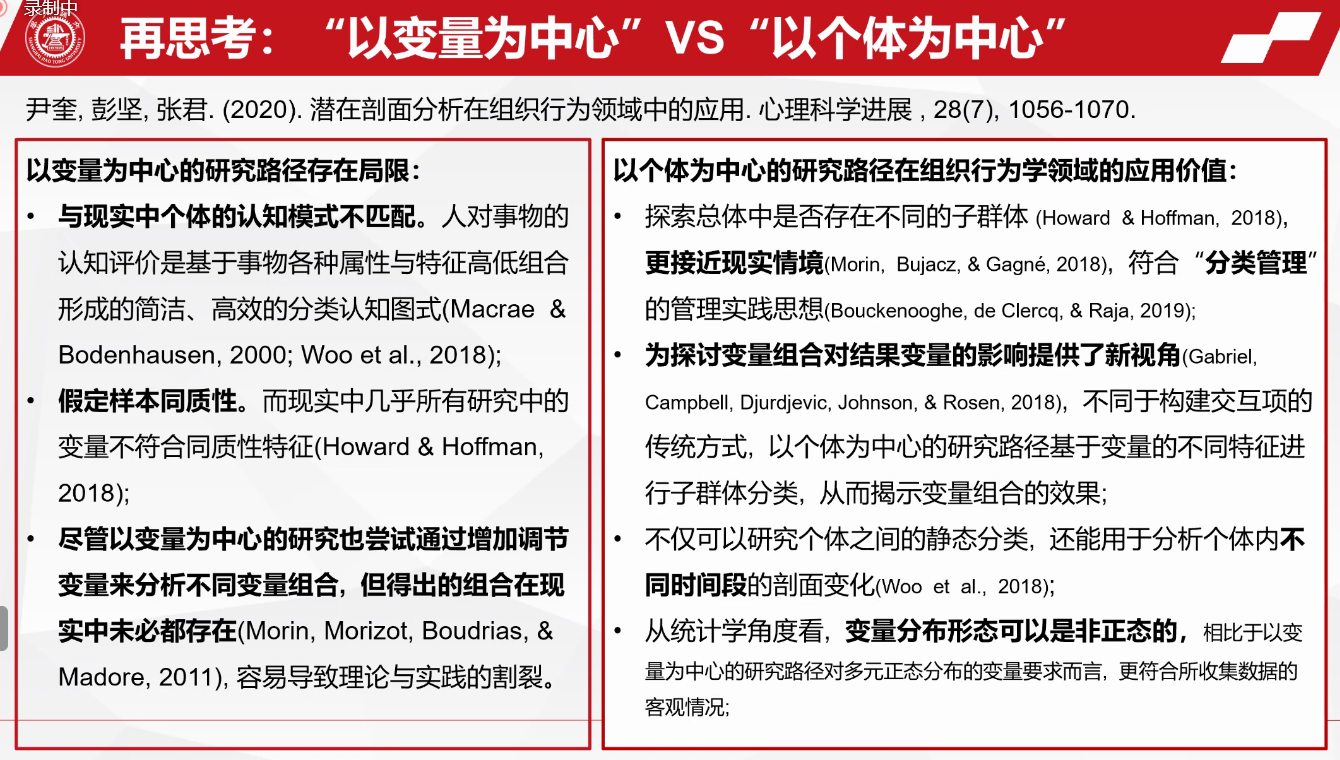 录制中
再思考：“以变量为中心”VS“以个体为中心”
尹奎, 彭坚, 张君. (2020). 潜在剖面分析在组织行为领域中的应用. 心理科学进展 , 28(7), 1056-1070.
以变量为中心的研究路径存在局限：
• 与现实中个体的认知模式不匹配。人对事物的
认知评价是基于事物各种属性与特征高低组合
形成的简洁、高效的分类认知图式(Macrae &
Bodenhausen, 2000; Woo et al., 2018);
• 假定样本同质性。而现实中几乎所有研究中的
变量不符合同质性特征(Howard & Hoffman,
2018);
• 尽管以变量为中心的研究也尝试通过增加调节
变量来分析不同变量组合，但得出的组合在现
实中未必都存在(Morin, Morizot, Boudrias, &
Madore, 2011), 容易导致理论与实践的割裂。
以个体为中心的研究路径在组织行为学领域的应用价值：
• 探索总体中是否存在不同的子群体 (Howard & Hoffman, 2018),
更接近现实情境(Morin, Bujacz, & Gagné, 2018)，符合“分类管理”
的管理实践思想(Bouckenooghe, de Clercq, & Raja, 2019);
• 为探讨变量组合对结果变量的影响提供了新视角(Gabriel,
Campbell, Djurdjevic, Johnson, & Rosen, 2018)，不同于构建交互项的
传统方式，以个体为中心的研究路径基于变量的不同特征进
行子群体分类，从而揭示变量组合的效果;
• 不仅可以研究个体之间的静态分类，还能用于分析个体内不
同时间段的剖面变化(Woo et al., 2018);
• 从统计学角度看，变量分布形态可以是非正态的，相比于以变
量为中心的研究路径对多元正态分布的变量要求而言，更符合所收集数据的
客观情况;